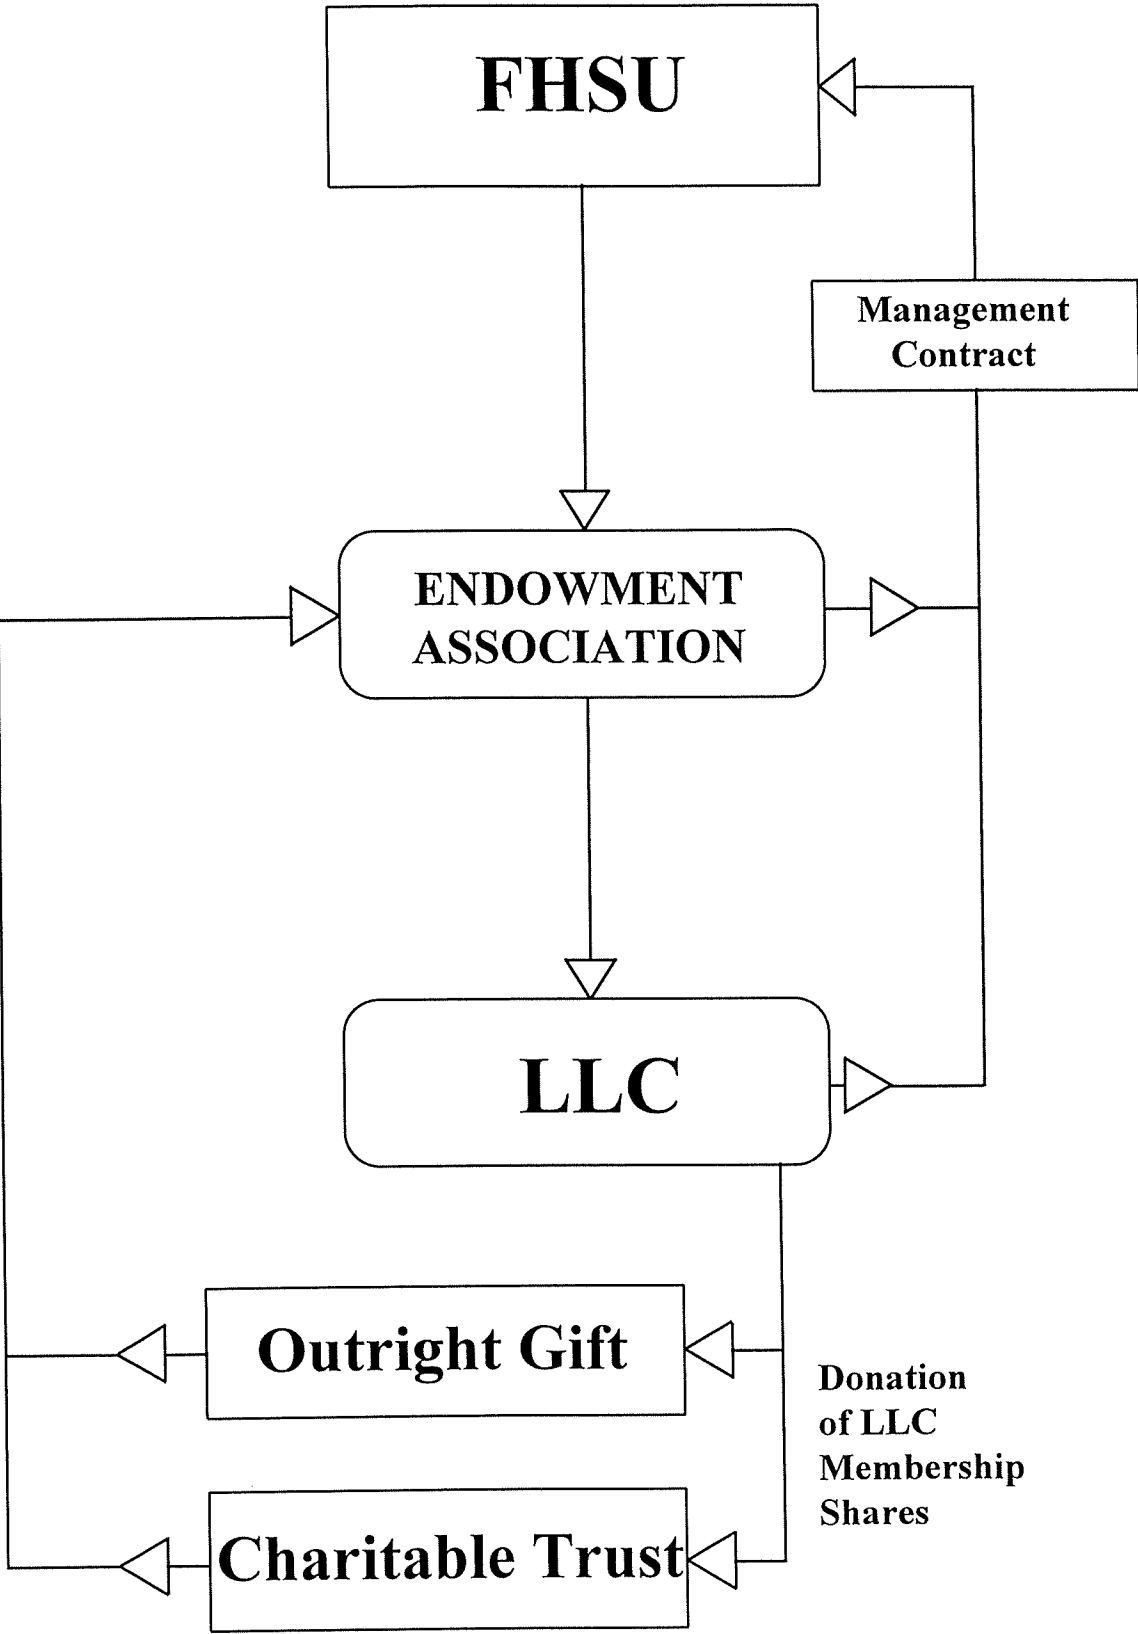 FHSU
Management
Contract
ENDOWMENT
ASSOCIATION
LLC
Outright Gift
Donation
of LLC
Membership
Shares
Charitable Trust